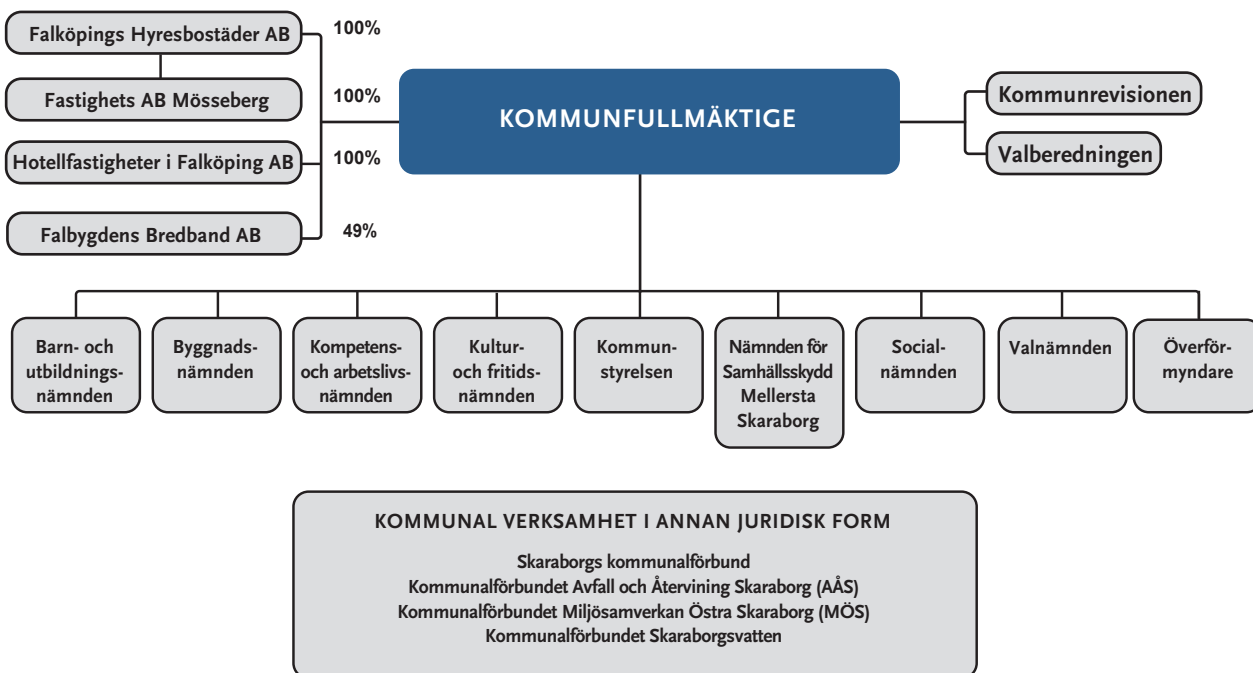 Falköpings Hyresbostäder AB
100%
Fastighets AB Mösseberg
100%
Hotellfastigheter i Falköping AB
100%
Falbygdens Bredband AB
49%
KOMMUNFULLMÄKTIGE
Kommunrevisionen
Valberedningen
Barn- och
utbildnings-
nämnden
Byggnads-
nämnden
Kompetens-
och arbetslivs-
nämnden
Kultur-
och fritids-
nämnden
Kommun-
styrelsen
Nämnden för
Samhällsskydd
Mellersta
Skaraborg
Social-
nämnden
Valnämnden
Överför-
myndare
KOMMUNAL VERKSAMHET I ANNAN JURIDISK FORM
Skaraborgs kommunalförbund
Kommunalförbundet Avfall och Återvining Skaraborg (AÅS)
Kommunalförbundet Miljösamverkan Östra Skaraborg (MÖS)
Kommunalförbundet Skaraborgsvatten